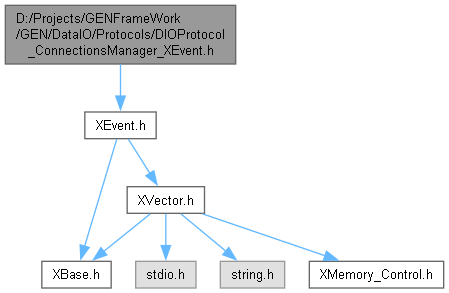 D:/Projects/GENFrameWork
/GEN/DataIO/Protocols/DIOProtocol
_ConnectionsManager_XEvent.h
XEvent.h
XVector.h
XBase.h
stdio.h
string.h
XMemory_Control.h